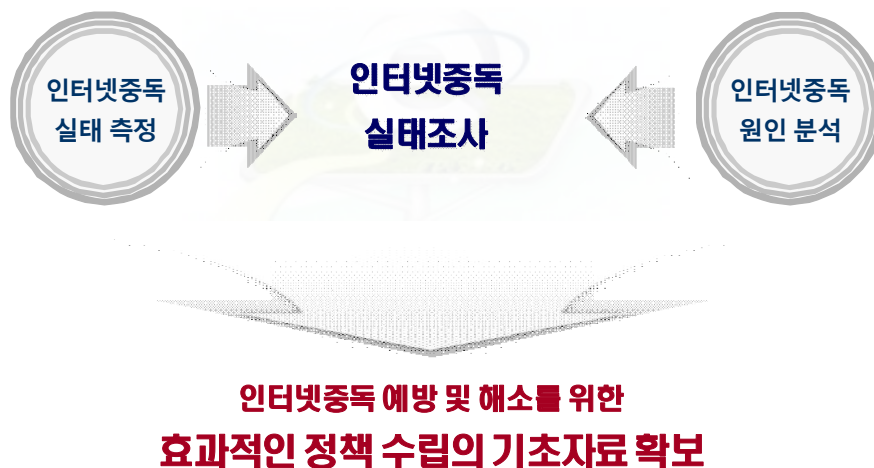 인터넷중독
실태 측정
인터넷중독
실태조사
인터넷중독
원인 분석
인터넷중독 예방 및 해소를 위한
효과적인 정책 수립의 기초자료 확보